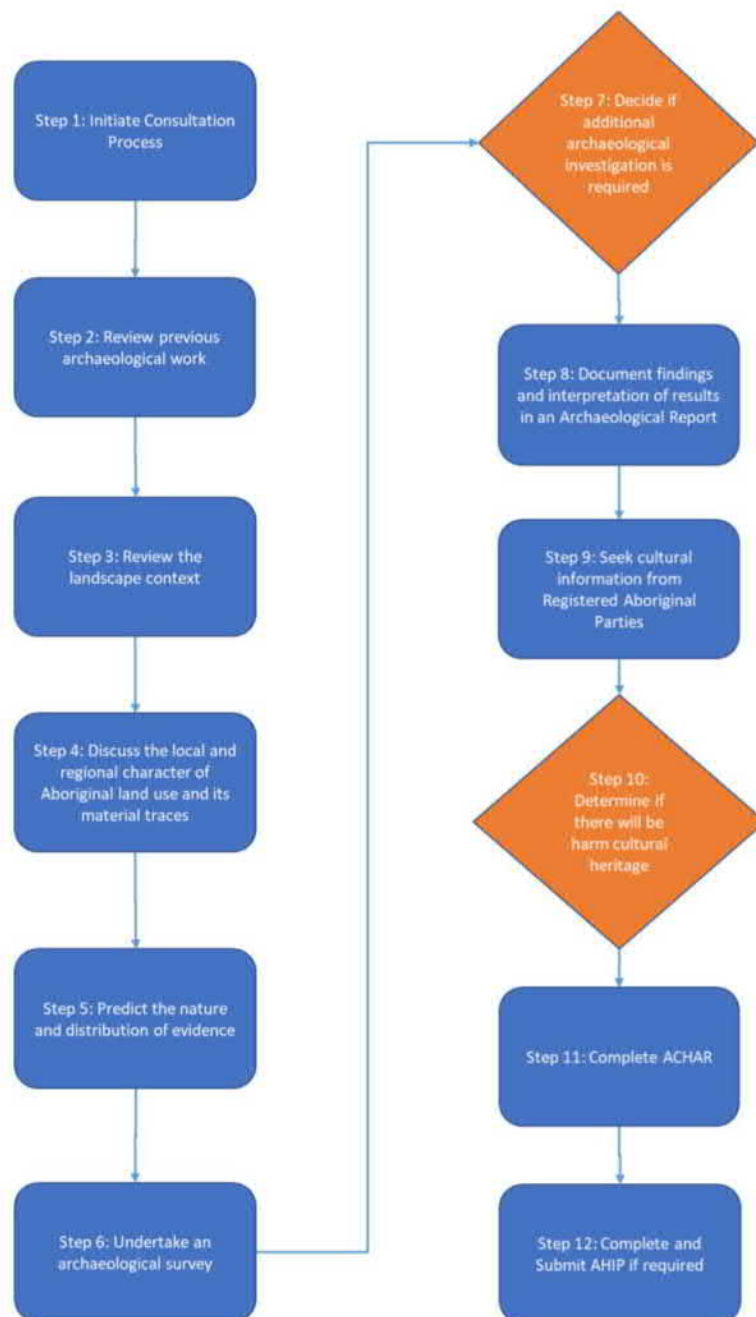 Step 1: Initiate Consultation
Process
Step 2: Review previous
archaeological work
Step 3: Review the
landscape context
Step 4: Discuss the local and
regional character of
Aboriginal land use and its
material traces
Step 5: Predict the nature
and distribution of evidence
Step 6: Undertake an
archaeological survey
Step 7: Decide if
additional
archaeological
investigation is
required
Step 8: Document findings
and interpretation of results
in an Archaeological Report
Step 9: Seek cultural
information from
Registered Aboriginal
Parties
Step 10:
Determine if
there will be
harm cultural
heritage
Step 11: Complete ACHAR
Step 12: Complete and
Submit AHIP if required